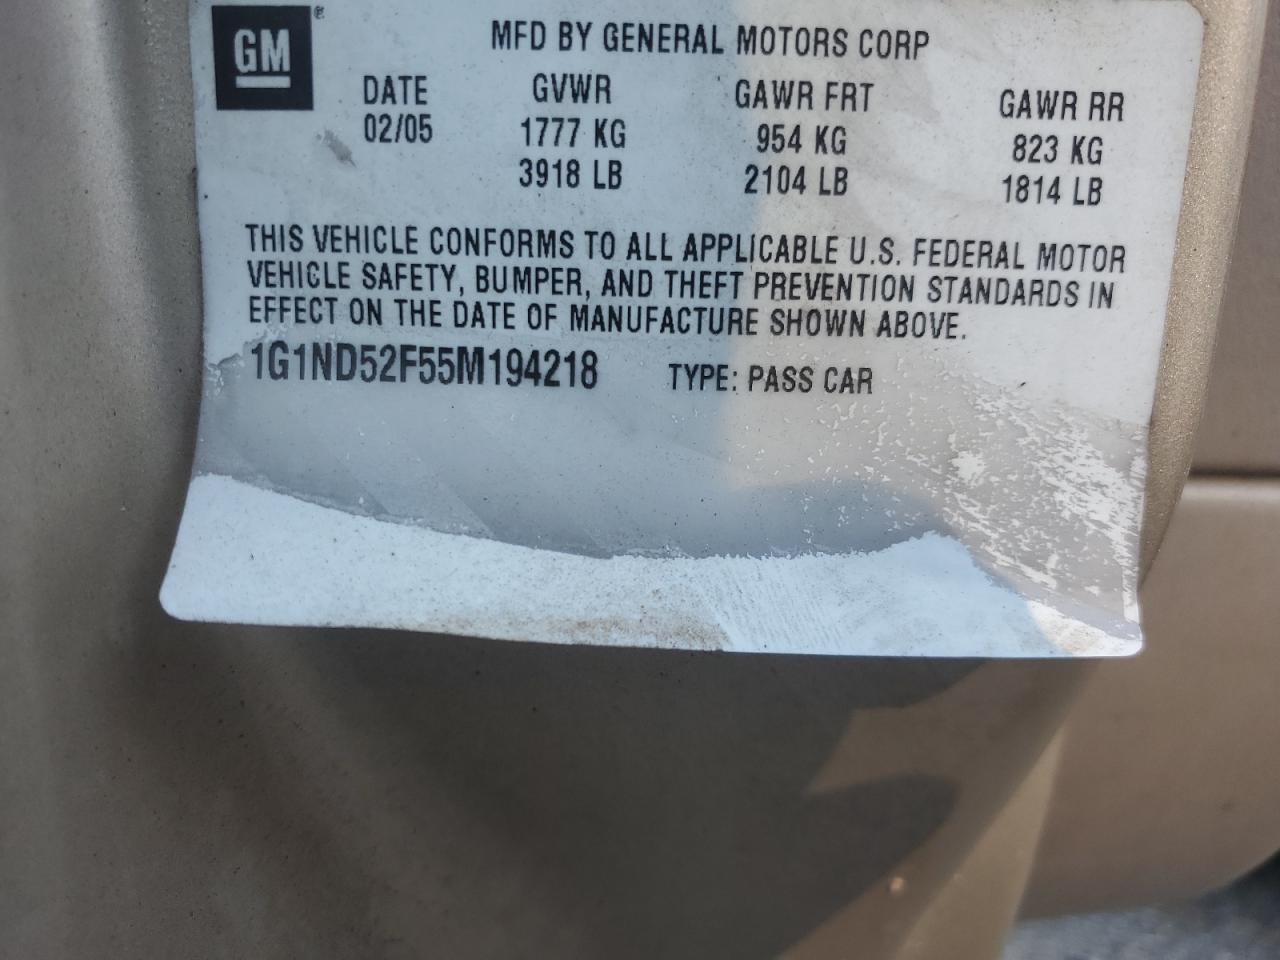 GM ®
MFD BY GENERAL MOTORS CORP
DATE GVWR GAWR FRT GAWR RR
02/05 1777 KG 954 KG 823 KG
3918 LB 2104 LB 1814 LB
THIS VEHICLE CONFORMS TO ALL APPLICABLE U.S. FEDERAL MOTOR
VEHICLE SAFETY, BUMPER, AND THEFT PREVENTION STANDARDS IN
EFFECT ON THE DATE OF MANUFACTURE SHOWN ABOVE.
1G1ND52F55M194218 TYPE: PASS CAR